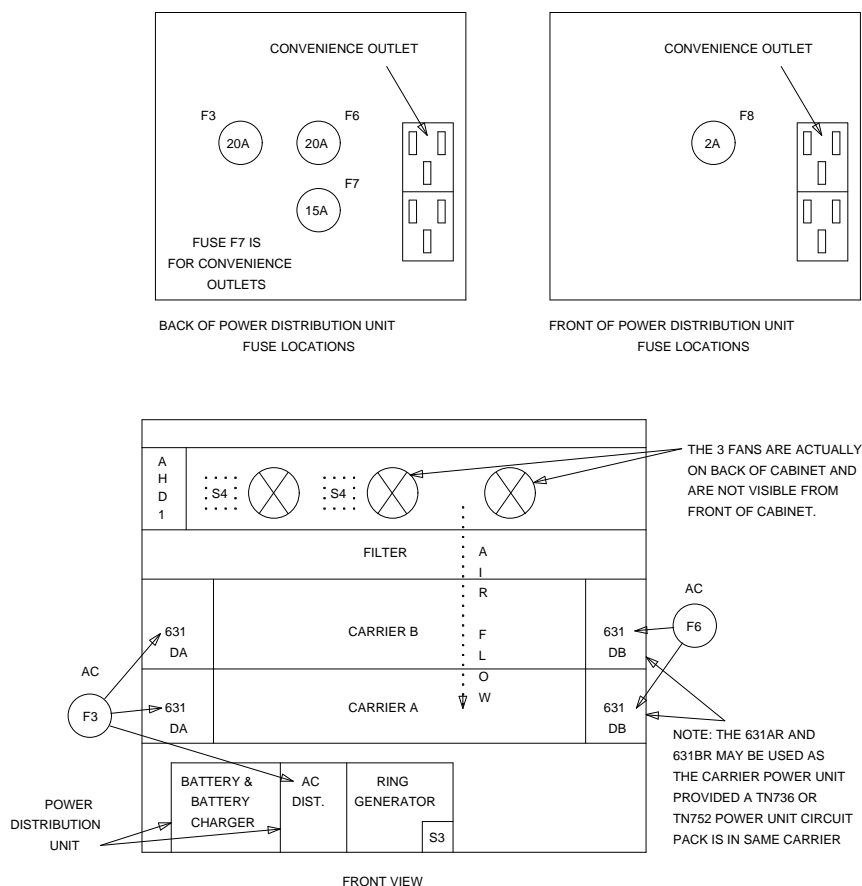 CONVENIENCE OUTLET
F3
F6
20A
20A
F7
15A
FUSE F7 IS
FOR CONVENIENCE
OUTLETS
BACK OF POWER DISTRIBUTION UNIT
FUSE LOCATIONS
CONVENIENCE OUTLET
F8
2A
FRONT OF POWER DISTRIBUTION UNIT
FUSE LOCATIONS
A
H
D
1
S4
S4
THE 3 FANS ARE ACTUALLY
ON BACK OF CABINET AND
ARE NOT VISIBLE FROM
FRONT OF CABINET.
FILTER
A
I
R
F
L
O
W
631
DA
CARRIER B
631
DB
AC
F6
AC
F3
631
DA
CARRIER A
631
DB
NOTE: THE 631AR AND
631BR MAY BE USED AS
THE CARRIER POWER UNIT
PROVIDED A TN736 OR
TN752 POWER UNIT CIRCUIT
PACK IS IN SAME CARRIER
POWER
DISTRIBUTION
UNIT
BATTERY &
BATTERY
CHARGER
AC
DIST.
RING
GENERATOR
S3
FRONT VIEW